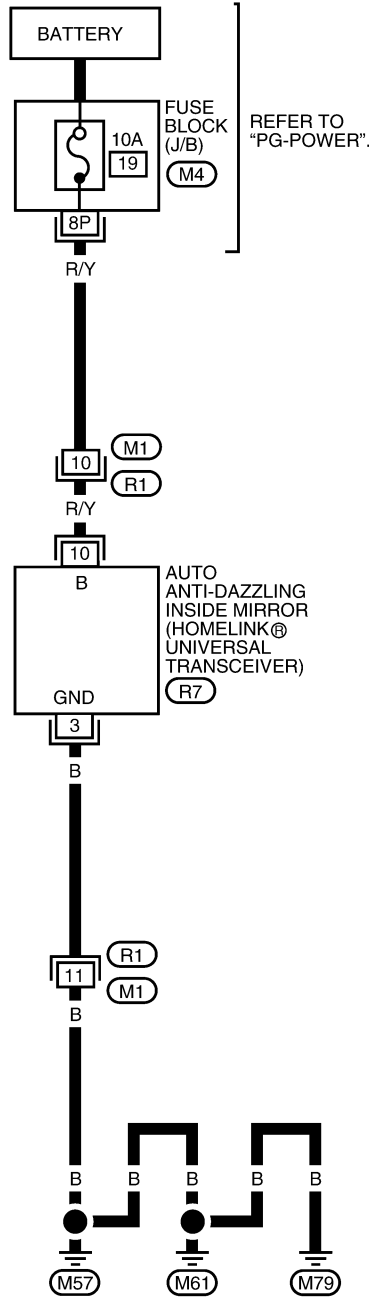 BATTERY
FUSE
BLOCK
(J/B)
M4
REFER TO
“PG-POWER”.
10A
19
8P
R/Y
10
M1
R1
R/Y
10
B
AUTO
ANTI-DAZZLING
INSIDE MIRROR
(HOMELINK®
UNIVERSAL
TRANSCEIVER)
R7
GND
3
B
11
R1
M1
B
B B B B B
M57 M61 M79